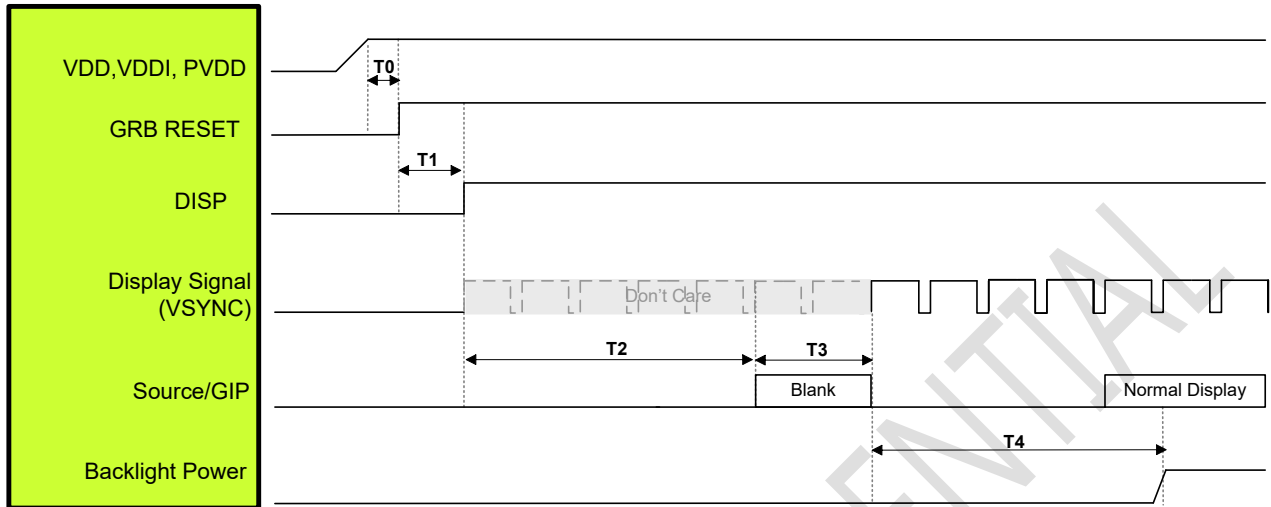 VDD,VDDI, PVDD
T0
GRB RESET
T1
DISP
Display Signal
(VSYNC)
Don't Care
T2
T3
Source/GIP
Blank
Normal Display
T4
Backlight Power
ENTIAL